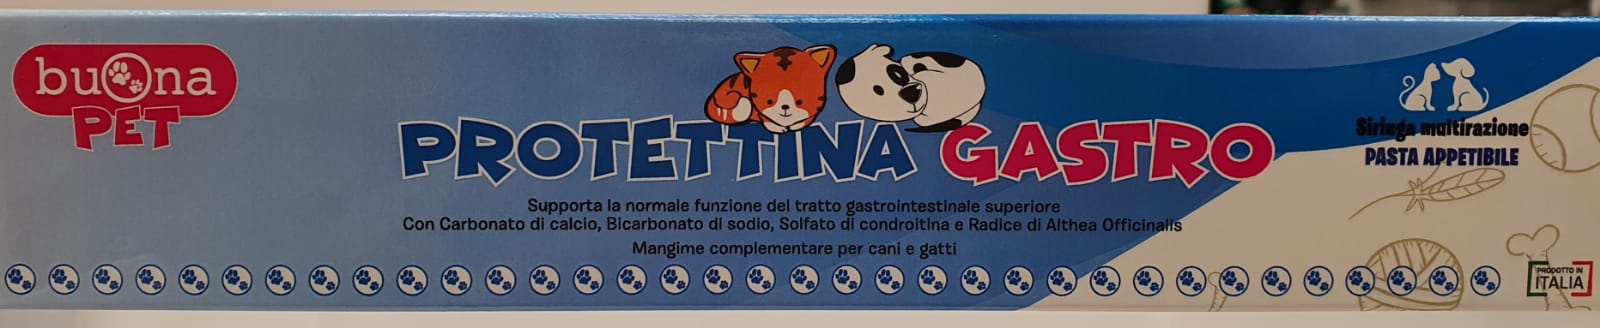 buona
PET
PROTETTINA GASTRO
Supporta la normale funzione del tratto gastrointestinale superiore
Con Carbonato di calcio, Bicarbonato di sodio, Solfato di condroitina e Radice di Althea Officinalis
Mangime complementare per cani e gatti
Siringa multirazione
PASTA APPETIBILE
PRODOTTO IN
ITALIA